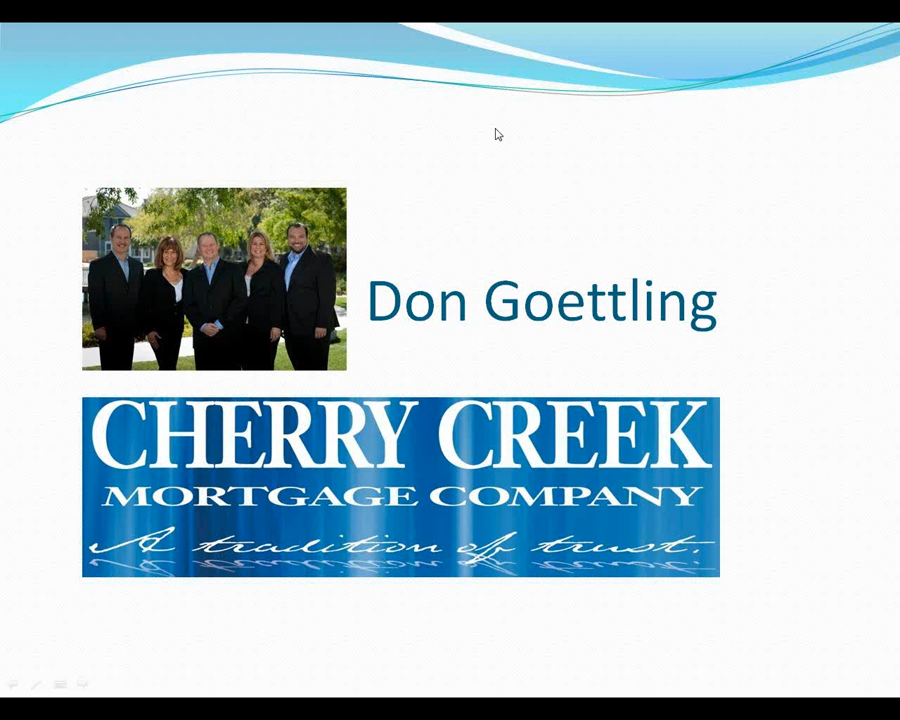 Don Goettling
CHERRY CREEK
MORTGAGE COMPANY
A tradition of trust.